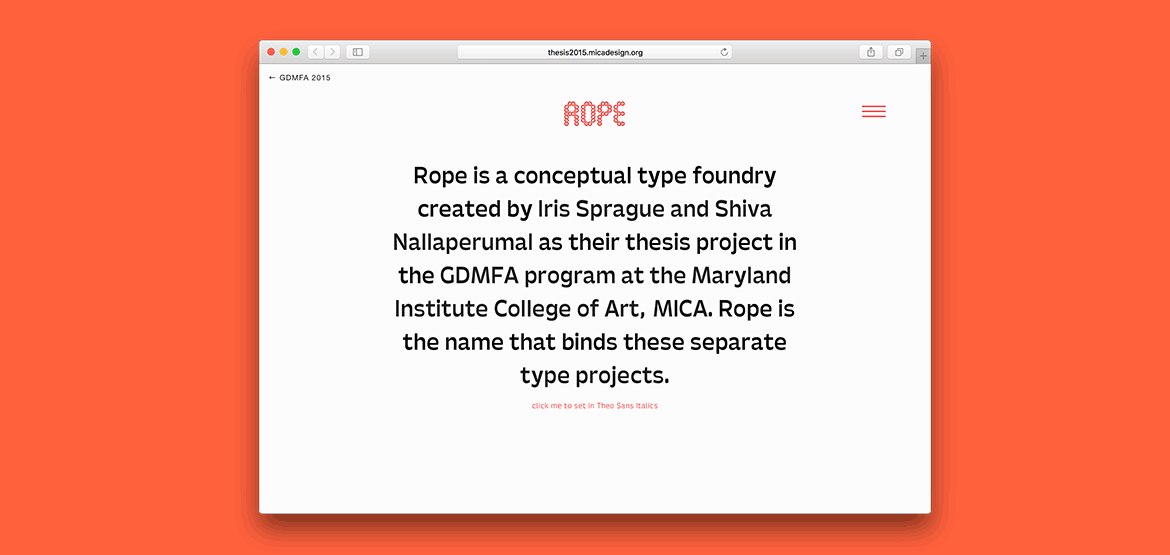 thesis2015.micadesign.org
← GDMFA 2015
ROPE
Rope is a conceptual type foundry
created by Iris Sprague and Shiva
Nallaperumal as their thesis project in
the GDMFA program at the Maryland
Institute College of Art, MICA. Rope is
the name that binds these separate
type projects.
click me to set in Theo Sans Italics